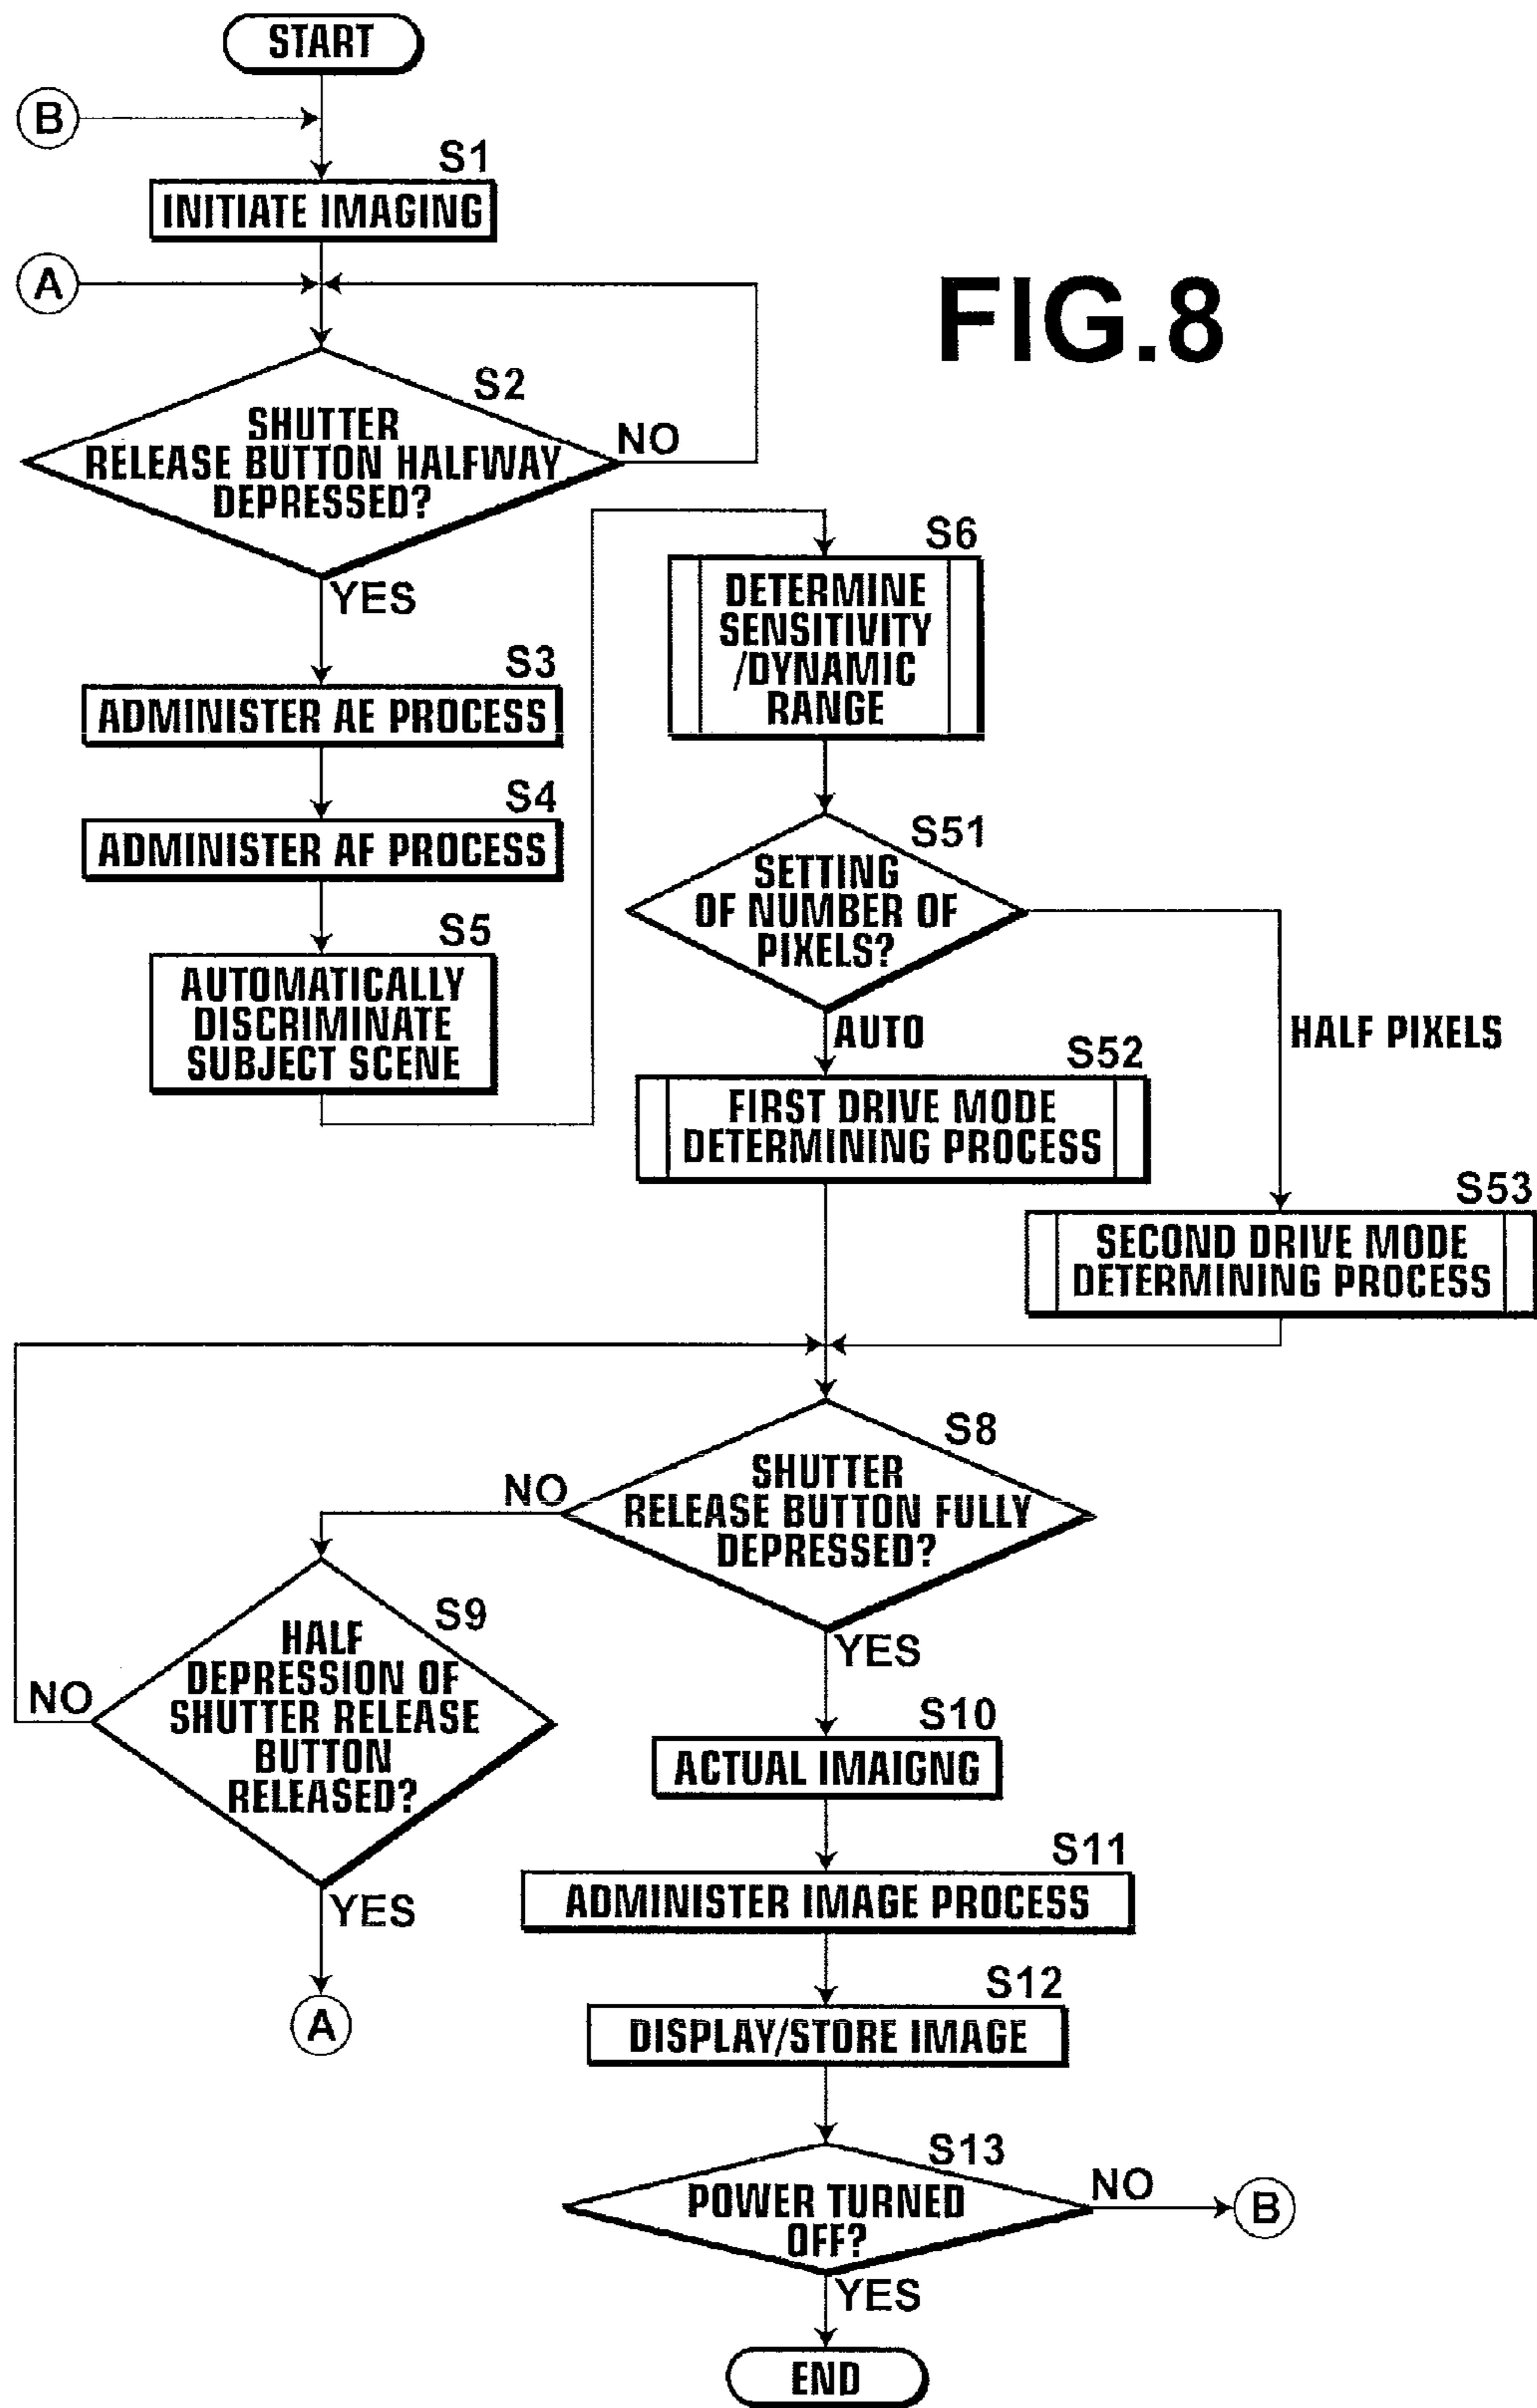 START
B
S1
INITIATE IMAGING
A
FIG.8
S2
SHUTTER
RELEASE BUTTON HALFWAY
DEPRESSED?
NO
YES
S3
ADMINISTER AE PROCESS
S4
ADMINISTER AF PROCESS
S5
AUTOMATICALLY
DISCRIMINATE
SUBJECT SCENE
S6
DETERMINE
SENSITIVITY
/DYNAMIC
RANGE
S51
SETTING
OF NUMBER OF
PIXELS?
AUTO
HALF PIXELS
S52
FIRST DRIVE MODE
DETERMINING PROCESS
S53
SECOND DRIVE MODE
DETERMINING PROCESS
S8
SHUTTER
RELEASE BUTTON FULLY
DEPRESSED?
NO
YES
S9
HALF
DEPRESSION OF
SHUTTER RELEASE
BUTTON
RELEASED?
NO
YES
A
S10
ACTUAL IMAIGNG
S11
ADMINISTER IMAGE PROCESS
S12
DISPLAY/STORE IMAGE
S13
POWER TURNED
OFF?
NO
B
YES
END